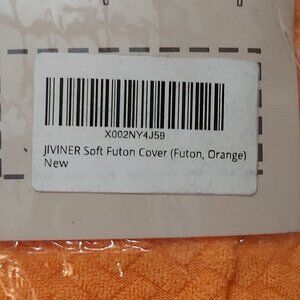 X002NY4J59
JIVINER Soft Futon Cover (Futon, Orange)
New